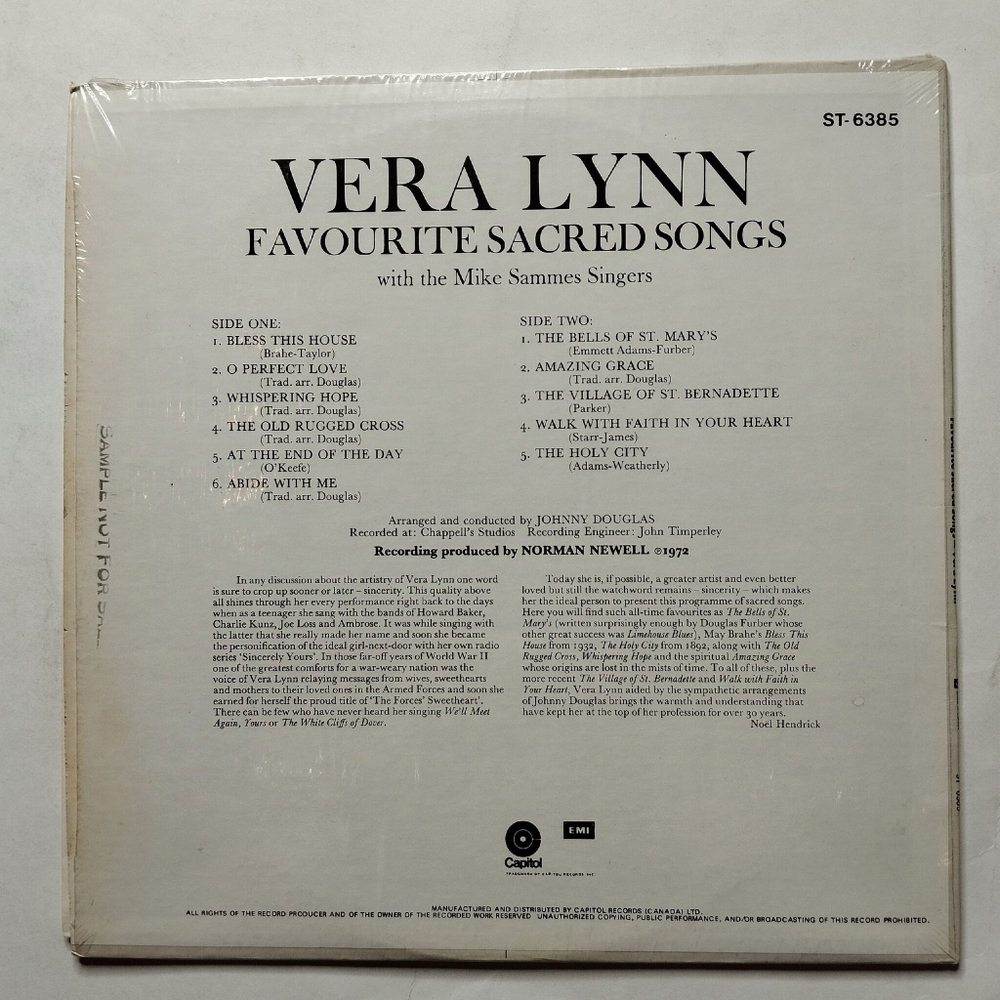 ST-6385
VERA LYNN
FAVOURITE SACRED SONGS
with the Mike Sammes Singers
SIDE ONE:
1. BLESS THIS HOUSE
(Brahe-Taylor)
2. O PERFECT LOVE
(Trad. arr. Douglas)
3. WHISPERING HOPE
(Trad. arr. Douglas)
4. THE OLD RUGGED CROSS
(Trad. arr. Douglas)
5. AT THE END OF THE DAY
(O'Keefe)
6. ABIDE WITH ME
(Trad. arr. Douglas)
SIDE TWO:
1. THE BELLS OF ST. MARY'S
(Emmett Adams-Furber)
2. AMAZING GRACE
(Trad. arr. Douglas)
3. THE VILLAGE OF ST. BERNADETTE
(Parker)
4. WALK WITH FAITH IN YOUR HEART
(Starr-James)
5. THE HOLY CITY
(Adams-Weatherly)
Arranged and conducted by JOHNNY DOUGLAS
Recorded at: Chappell's Studios Recording Engineer: John Timperley
Recording produced by NORMAN NEWELL ℗1972
In any discussion about the artistry of Vera Lynn one word
is sure to crop up sooner or later – sincerity. This quality above
all shines through her every performance right back to the days
when as a teenager she sang with the bands of Howard Baker,
Charlie Kunz, Joe Loss and Ambrose. It was while singing with
the latter that she really made her name and soon she became
the personification of the ideal girl-next-door with her own radio
series 'Sincerely Yours'. In those far-off years of World War II
one of the greatest comforts for a war-weary nation was the
voice of Vera Lynn relaying messages from wives, sweethearts
and mothers to their loved ones in the Armed Forces and soon she
earned for herself the proud title of 'The Forces' Sweetheart'.
There can be few who have never heard her singing We'll Meet
Again, Yours or The White Cliffs of Dover.
Today she is, if possible, a greater artist and even better
loved but still the watchword remains – sincerity – which makes
her the ideal person to present this programme of sacred songs.
Here you will find such all-time favourites as The Bells of St.
Mary's (written surprisingly enough by Douglas Furber whose
other great success was Limehouse Blues), May Brahe's Bless This
House from 1932, The Holy City from 1892, along with The Old
Rugged Cross, Whispering Hope and the spiritual Amazing Grace
whose origins are lost in the mists of time. To all of these, plus the
more recent The Village of St. Bernadette and Walk with Faith in
Your Heart, Vera Lynn aided by the sympathetic arrangements
of Johnny Douglas brings the warmth and understanding that
have kept her at the top of her profession for over 30 years.
Noël Hendrick
SAMPLE NOT FOR
Capitol
EMI
TRADEMARK OF CAPITOL RECORDS INC
MANUFACTURED AND DISTRIBUTED BY CAPITOL RECORDS (CANADA) LTD.
ALL RIGHTS OF THE RECORD PRODUCER AND OF THE OWNER OF THE RECORDED WORK RESERVED UNAUTHORIZED COPYING, PUBLIC PERFORMANCE, AND/OR BROADCASTING OF THIS RECORD PROHIBITED.